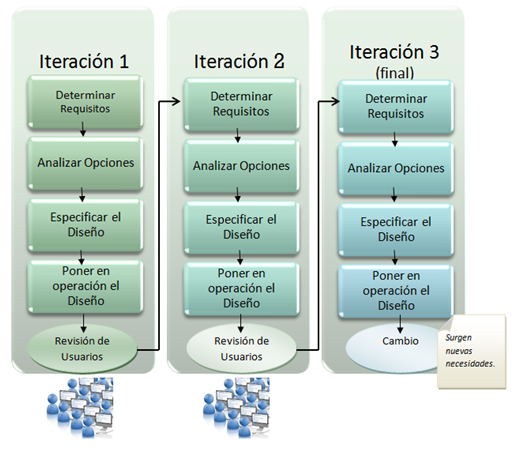 Iteración 1
Determinar
Requisitos
Analizar Opciones
Especificar el
Diseño
Poner en
operación el
Diseño
Revisión de
Usuarios
Iteración 2
Determinar
Requisitos
Analizar Opciones
Especificar el
Diseño
Poner en
operación el
Diseño
Revisión de
Usuarios
Iteración 3
(final)
Determinar
Requisitos
Analizar Opciones
Especificar el
Diseño
Poner en
operación el
Diseño
Cambio
Surgen
nuevas
necesidades.